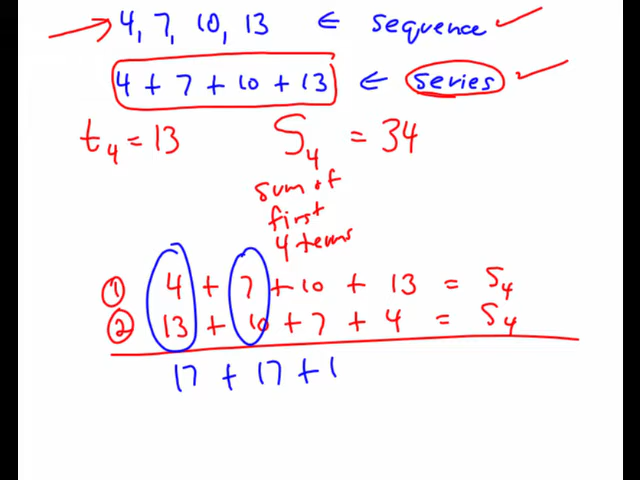 4, 7, 10, 13 ∈ sequence
4 + 7 + 10 + 13 ∈ series
t₄ = 13 S₄ = 34
sum of
first
4 terms
① 4 + 7 + 10 + 13 = S₄
② 13 + 10 + 7 + 4 = S₄
17 + 17 + 1